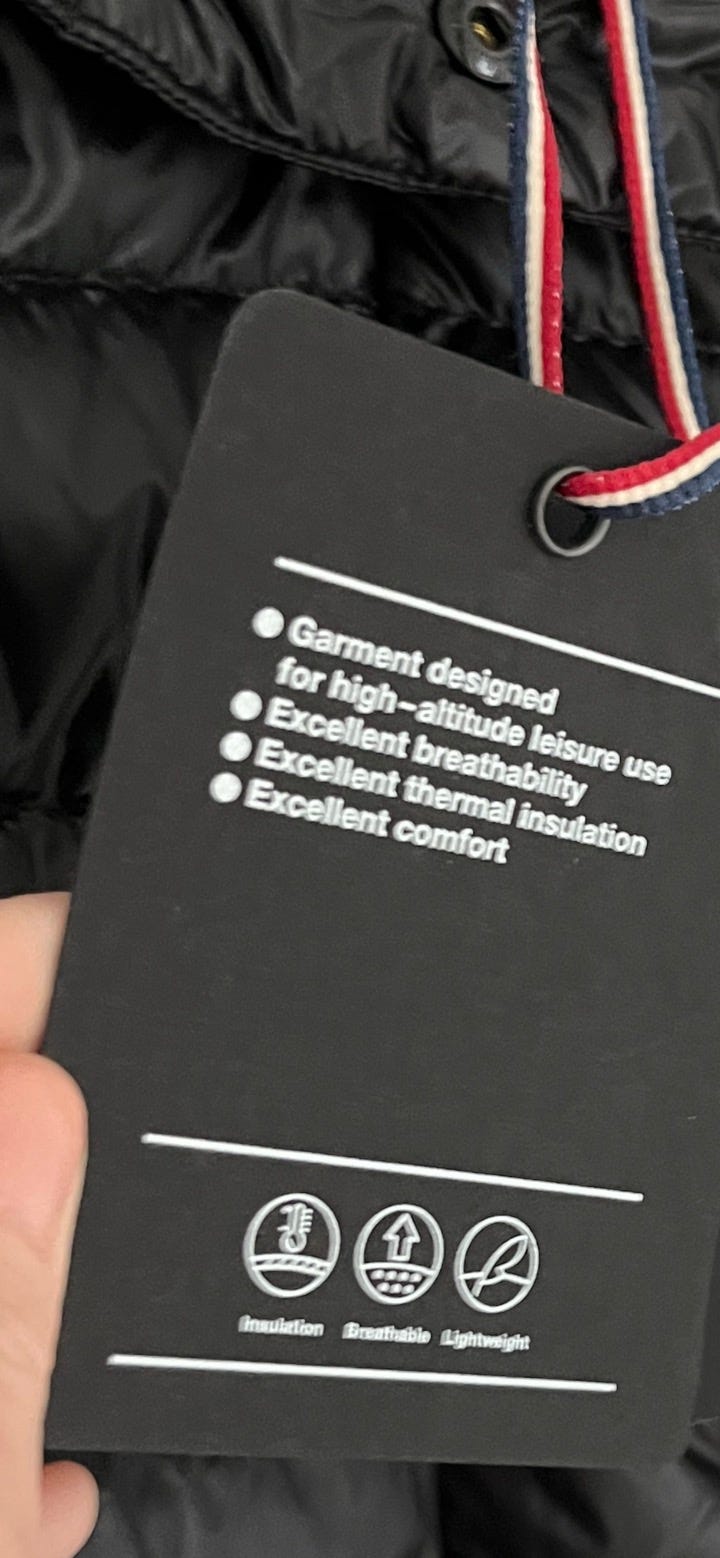 ● Garment designed
for high-altitude leisure use
● Excellent breathability
● Excellent thermal insulation
● Excellent comfort
Insulation Breathable Lightweight